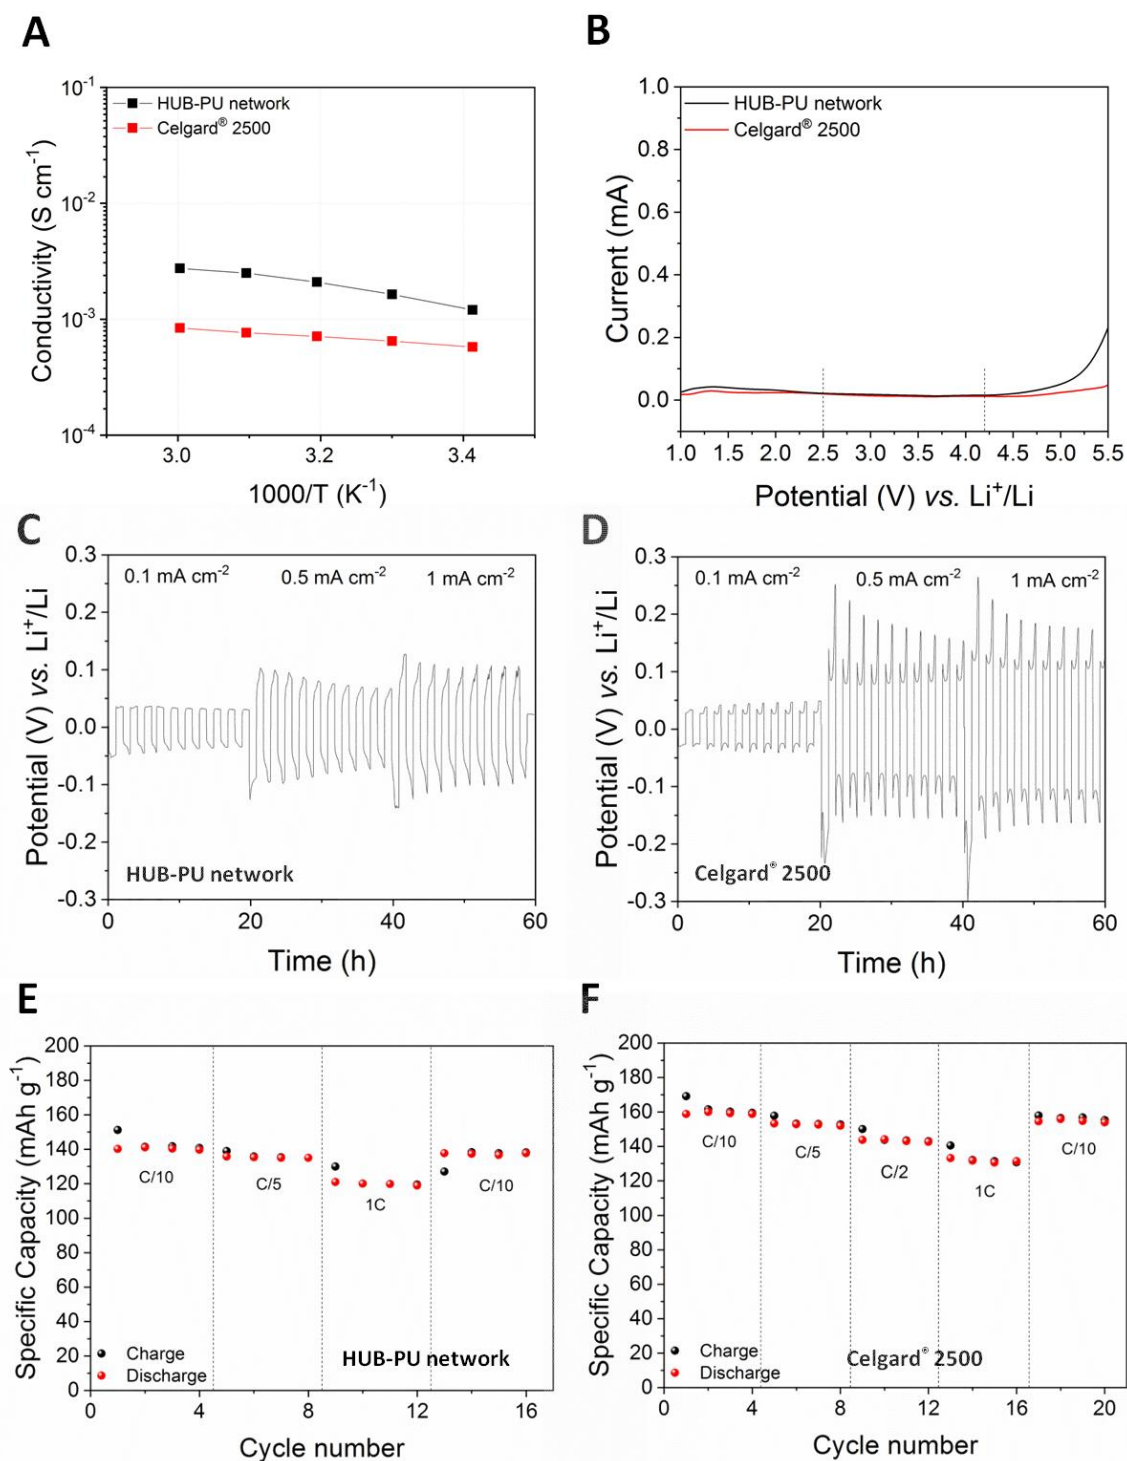 A
B
HUB-PU network
Celgard® 2500
10⁻¹
10⁻²
10⁻³
10⁻⁴
Conductivity (S cm⁻¹)
3.0 3.2 3.4
1000/T (K⁻¹)
HUB-PU network
Celgard® 2500
1.0
0.8
0.6
0.4
0.2
0.0
Current (mA)
1.0 1.5 2.0 2.5 3.0 3.5 4.0 4.5 5.0 5.5
Potential (V) vs. Li⁺/Li
C
D
0.3
0.2
0.1
0.0
-0.1
-0.2
-0.3
Potential (V) vs. Li⁺/Li
0.1 mA cm⁻² 0.5 mA cm⁻² 1 mA cm⁻²
HUB-PU network
0 20 40 60
Time (h)
0.3
0.2
0.1
0.0
-0.1
-0.2
-0.3
Potential (V) vs. Li⁺/Li
0.1 mA cm⁻² 0.5 mA cm⁻² 1 mA cm⁻²
Celgard® 2500
0 20 40 60
Time (h)
E
F
200
180
160
140
120
100
80
60
40
20
0
Specific Capacity (mAh g⁻¹)
C/10
C/5
1C
C/10
Charge
Discharge
HUB-PU network
0 4 8 12 16
Cycle number
200
180
160
140
120
100
80
60
40
20
0
Specific Capacity (mAh g⁻¹)
C/10
C/5
C/2
1C
C/10
Charge
Discharge
Celgard® 2500
0 4 8 12 16 20
Cycle number